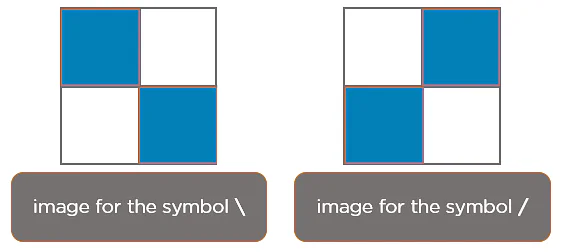 image for the symbol \
image for the symbol /